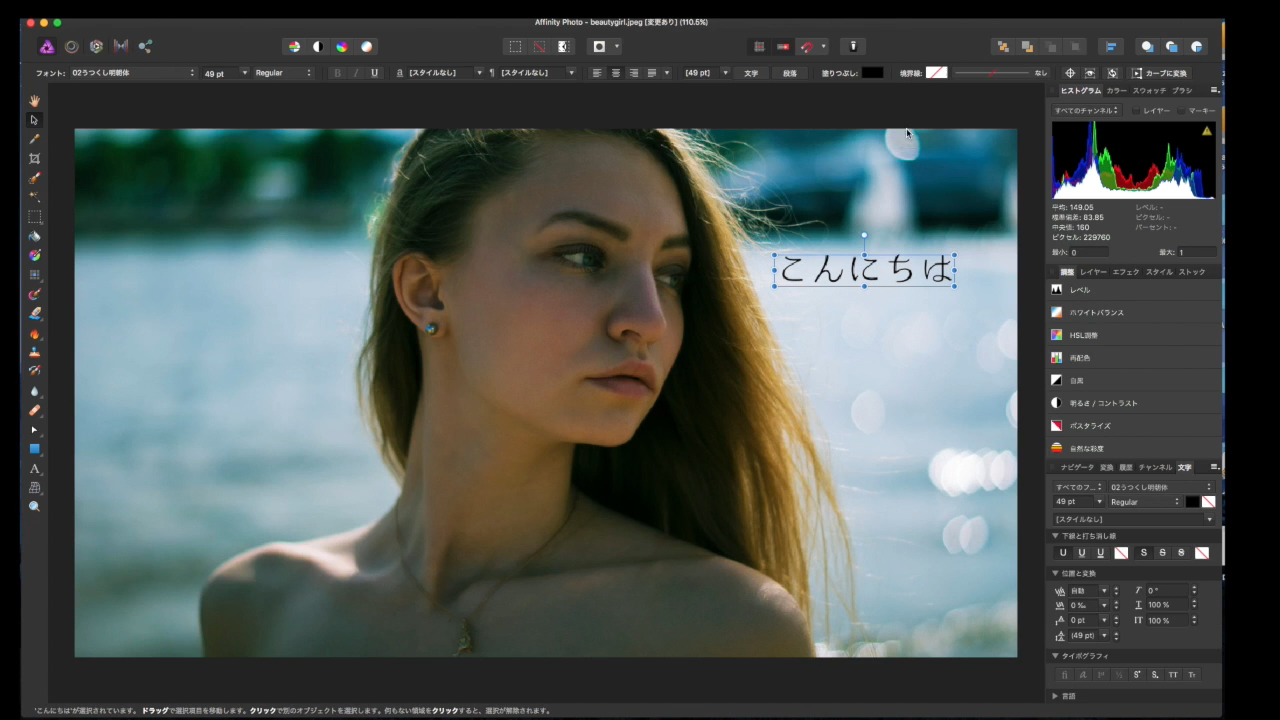 Affinity Photo - beautygirl.jpeg [変更あり] (110.5%)
フォント: 02うつくし明朝体 49 pt Regular B I U a [スタイルなし] ¶ [スタイルなし] [49 pt] 文字 段落 塗りつぶし: 境界線: なし カーブに変換
ヒストグラム カラー スウォッチ ブラシ
すべてのチャンネル レイヤー マーキー
平均: 149.05 レベル: -
標準偏差: 83.85 ピクセル: -
中央値: 160 パーセント: -
ピクセル: 229760
最小: 0 最大: 1
こんにちは
調整 レイヤー エフェク スタイル ストック
レベル
ホワイトバランス
HSL調整
再配色
白黒
明るさ / コントラスト
ポスタライズ
自然な彩度
ナビゲータ 変換 履歴 チャンネル 文字
すべてのフ... 02うつくし明朝体
49 pt Regular
[スタイルなし]
下線と打ち消し線
U U U S S S
位置と変換
自動 0 °
0 ‰ 100 %
0 pt 100 %
(49 pt)
タイポグラフィ
言語
'こんにちは'が選択されています。 ドラッグで選択項目を移動します。クリックで別のオブジェクトを選択します。何もない領域をクリックすると、選択が解除されます。